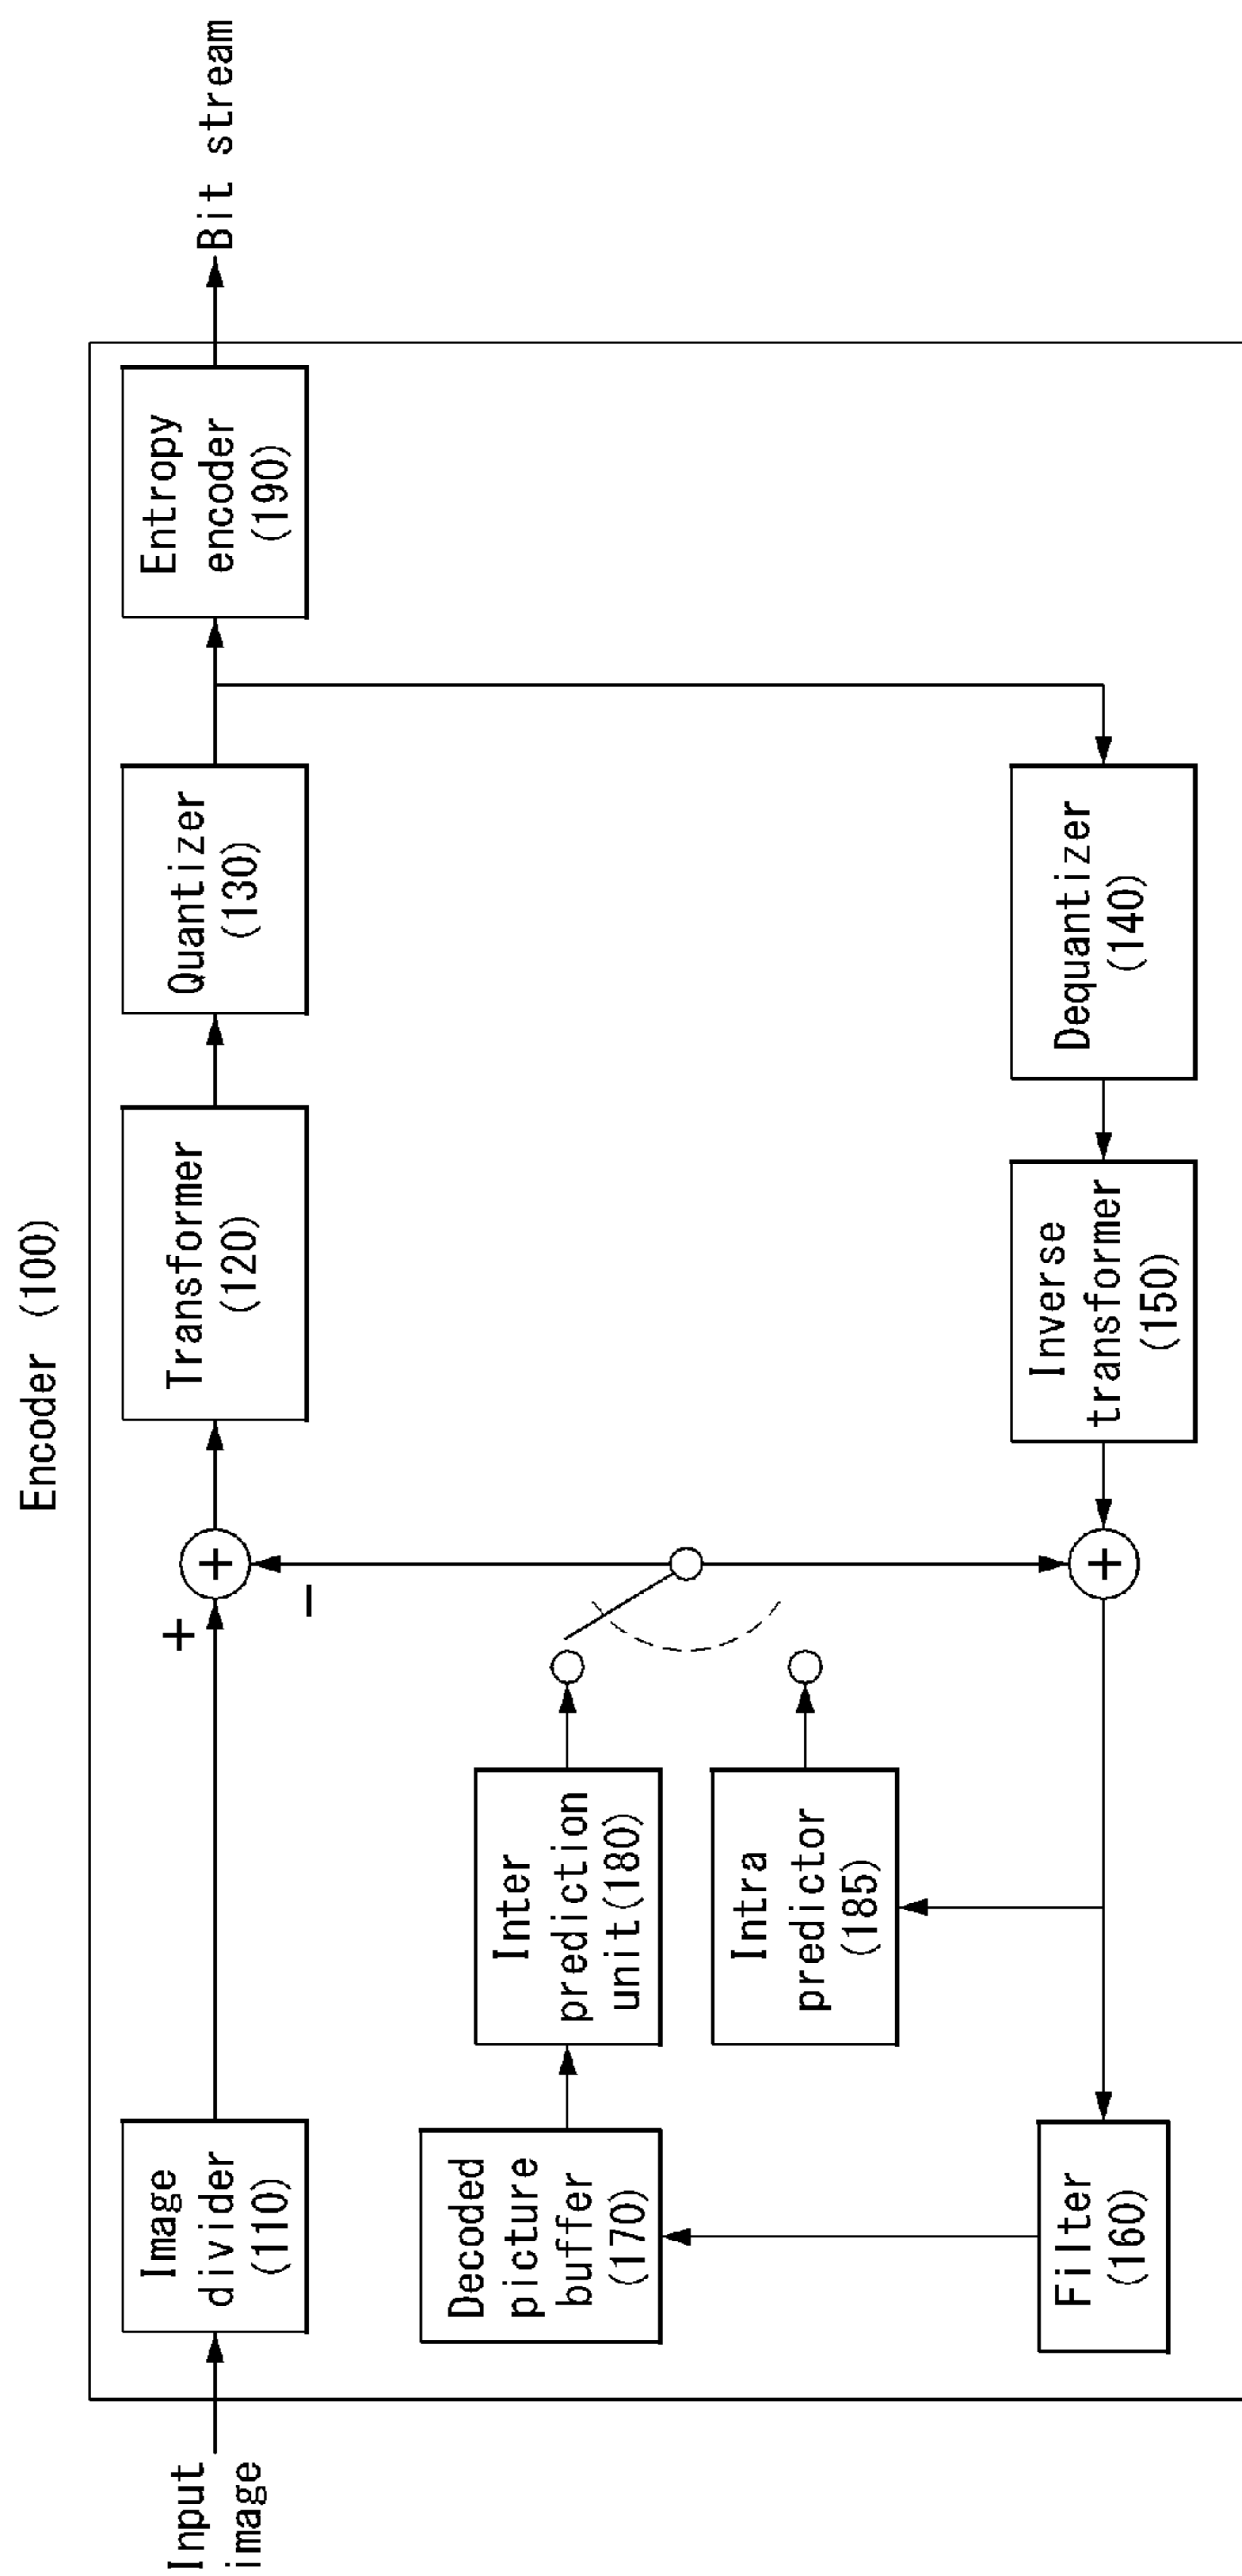 Encoder (100)
Input
image
Image
divider
(110)
+
−
+
Transformer
(120)
Quantizer
(130)
Entropy
encoder
(190)
Bit stream
Decoded
picture
buffer
(170)
Inter
prediction
unit(180)
Intra
predictor
(185)
Filter
(160)
+
Inverse
transformer
(150)
Dequantizer
(140)